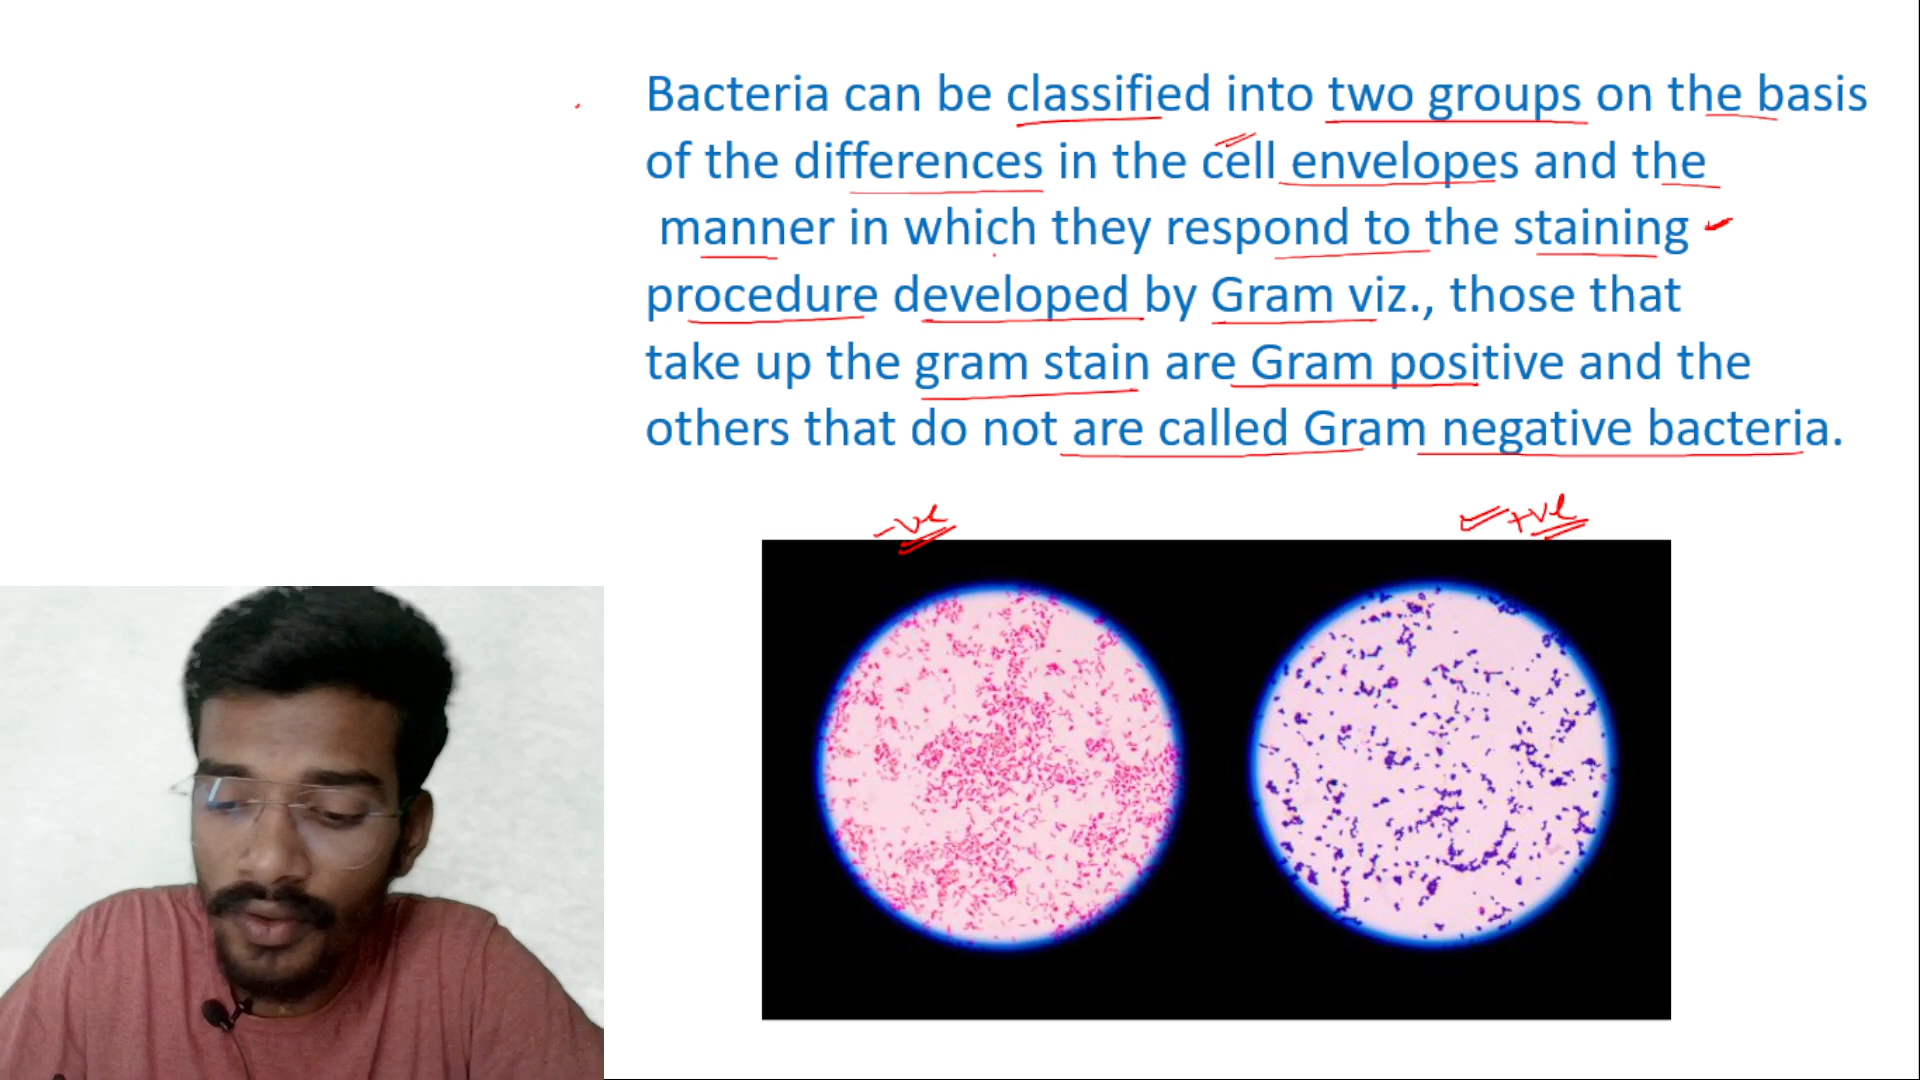 Bacteria can be classified into two groups on the basis
of the differences in the cell envelopes and the
manner in which they respond to the staining
procedure developed by Gram viz., those that
take up the gram stain are Gram positive and the
others that do not are called Gram negative bacteria.
-ve
+ve